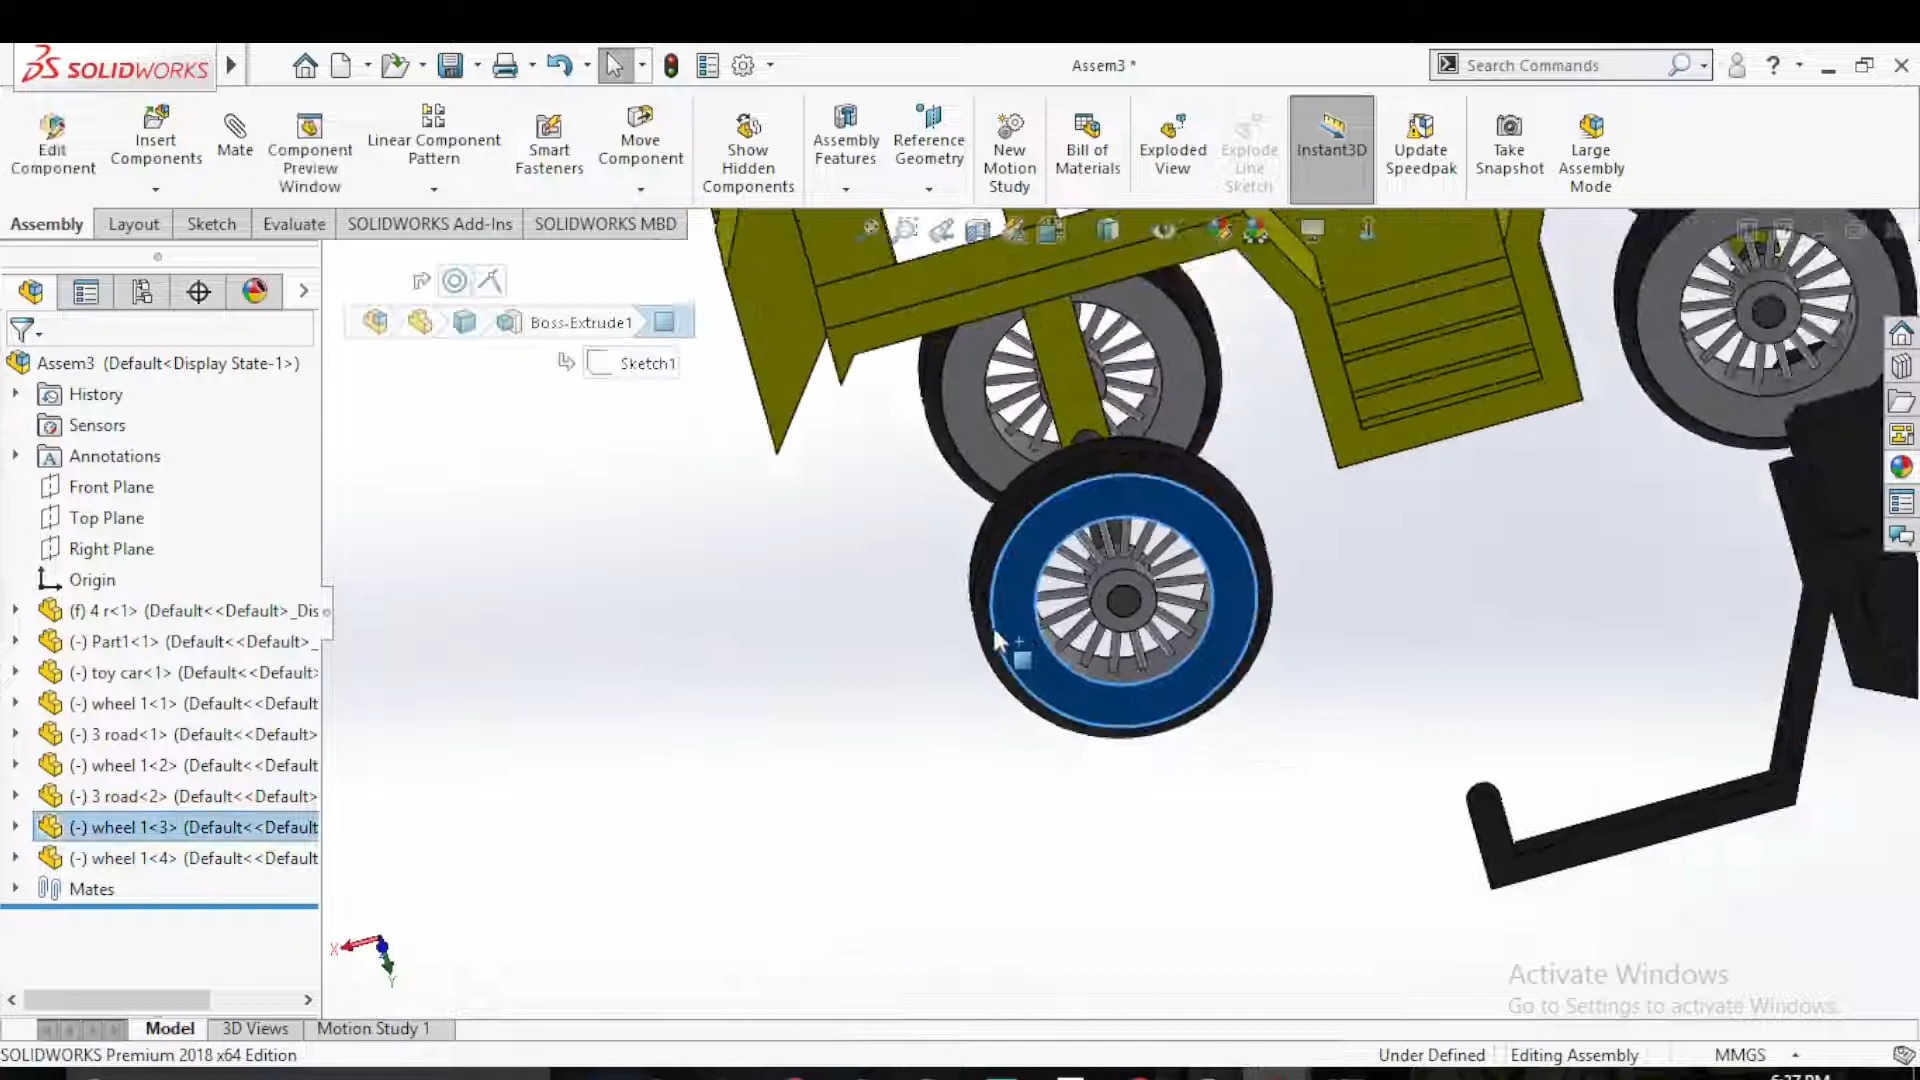 SOLIDWORKS
Assem3 *
Search Commands
Edit Component
Insert Components
Mate
Component Preview Window
Linear Component Pattern
Smart Fasteners
Move Component
Show Hidden Components
Assembly Features
Reference Geometry
New Motion Study
Bill of Materials
Exploded View
Explode Line Sketch
Instant3D
Update Speedpak
Take Snapshot
Large Assembly Mode
Assembly
Layout
Sketch
Evaluate
SOLIDWORKS Add-Ins
SOLIDWORKS MBD
Boss-Extrude1
Sketch1
Assem3 (Default<Display State-1>)
History
Sensors
Annotations
Front Plane
Top Plane
Right Plane
Origin
(f) 4 r<1> (Default<<Default>_Dis
(-) Part1<1> (Default<<Default>_
(-) toy car<1> (Default<<Default>
(-) wheel 1<1> (Default<<Default
(-) 3 road<1> (Default<<Default>
(-) wheel 1<2> (Default<<Default
(-) 3 road<2> (Default<<Default>
(-) wheel 1<3> (Default<<Default
(-) wheel 1<4> (Default<<Default
Mates
X
Y
Activate Windows
Go to Settings to activate Windows.
Model
3D Views
Motion Study 1
SOLIDWORKS Premium 2018 x64 Edition
Under Defined
Editing Assembly
MMGS
6:27 PM